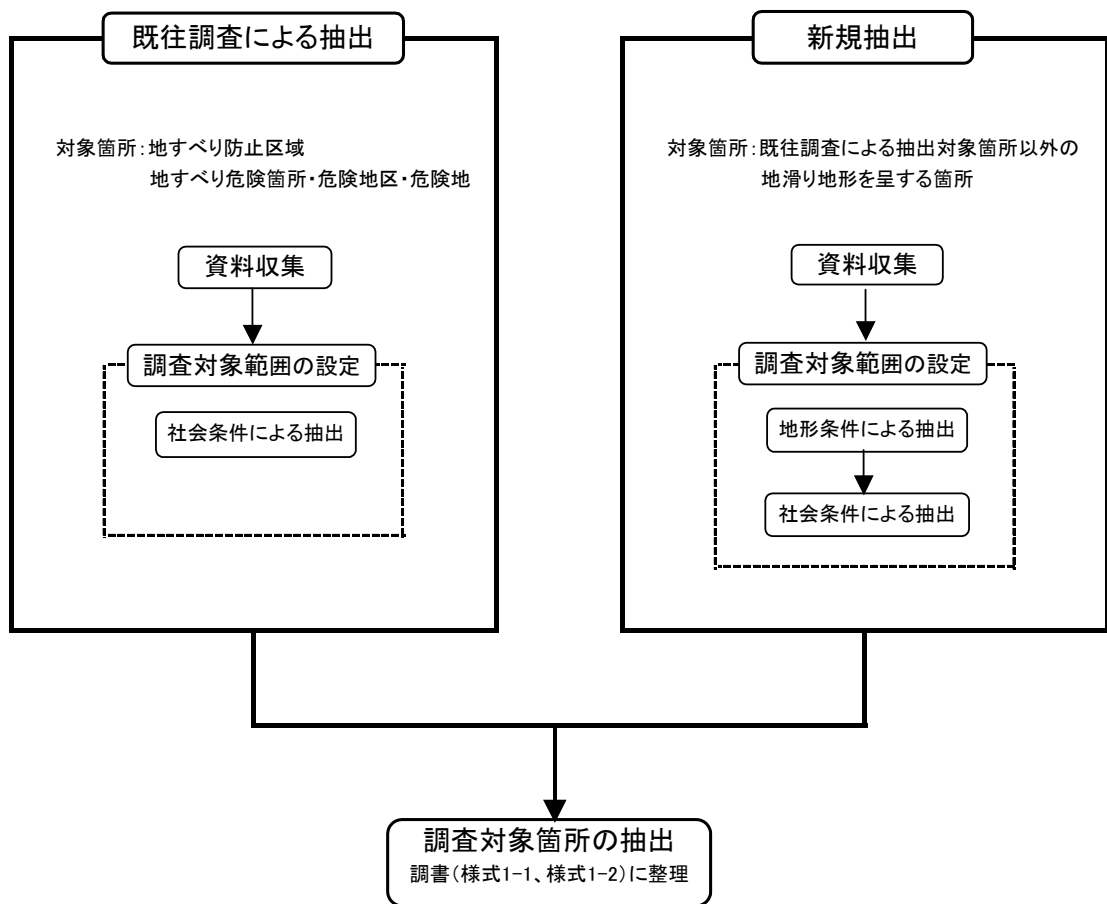 既往調査による抽出
対象箇所:地すべり防止区域
地すべり危険箇所・危険地区・危険地
資料収集
調査対象範囲の設定
社会条件による抽出
新規抽出
対象箇所:既往調査による抽出対象箇所以外の
地滑り地形を呈する箇所
資料収集
調査対象範囲の設定
地形条件による抽出
社会条件による抽出
調査対象箇所の抽出
調書(様式1-1、様式1-2)に整理